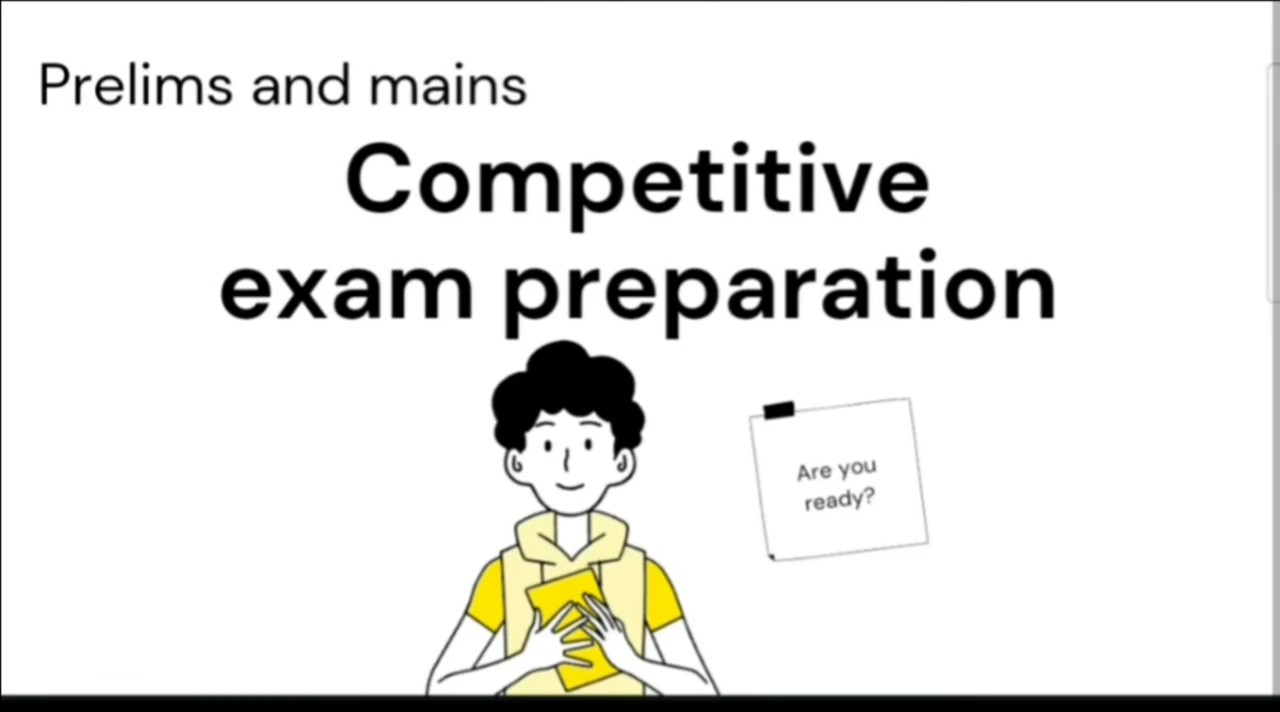 Prelims and mains
Competitive
exam preparation
Are you
ready?